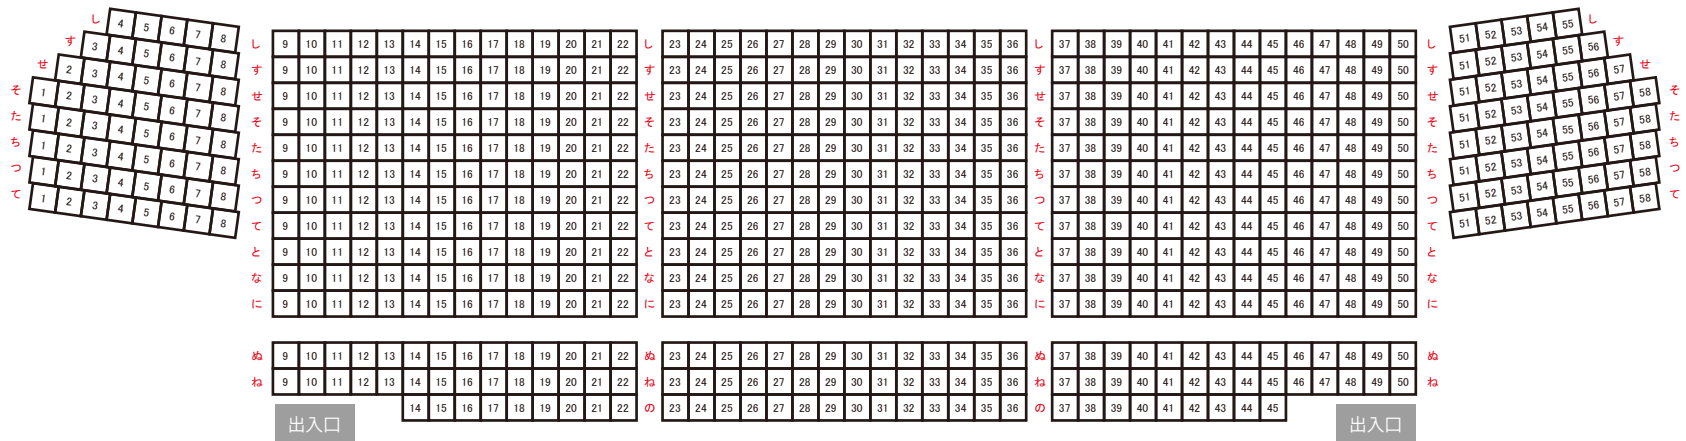 し 4 5 6 7 8 し 9 10 11 12 13 14 15 16 17 18 19 20 21 22 し 23 24 25 26 27 28 29 30 31 32 33 34 35 36 し 37 38 39 40 41 42 43 44 45 46 47 48 49 50 し 51 52 53 54 55 し
す 3 4 5 6 7 8 す 9 10 11 12 13 14 15 16 17 18 19 20 21 22 す 23 24 25 26 27 28 29 30 31 32 33 34 35 36 す 37 38 39 40 41 42 43 44 45 46 47 48 49 50 す 51 52 53 54 55 56 す
せ 2 3 4 5 6 7 8 せ 9 10 11 12 13 14 15 16 17 18 19 20 21 22 せ 23 24 25 26 27 28 29 30 31 32 33 34 35 36 せ 37 38 39 40 41 42 43 44 45 46 47 48 49 50 せ 51 52 53 54 55 56 57 せ
そ 1 2 3 4 5 6 7 8 そ 9 10 11 12 13 14 15 16 17 18 19 20 21 22 そ 23 24 25 26 27 28 29 30 31 32 33 34 35 36 そ 37 38 39 40 41 42 43 44 45 46 47 48 49 50 そ 51 52 53 54 55 56 57 58 そ
た 1 2 3 4 5 6 7 8 た 9 10 11 12 13 14 15 16 17 18 19 20 21 22 た 23 24 25 26 27 28 29 30 31 32 33 34 35 36 た 37 38 39 40 41 42 43 44 45 46 47 48 49 50 た 51 52 53 54 55 56 57 58 た
ち 1 2 3 4 5 6 7 8 ち 9 10 11 12 13 14 15 16 17 18 19 20 21 22 ち 23 24 25 26 27 28 29 30 31 32 33 34 35 36 ち 37 38 39 40 41 42 43 44 45 46 47 48 49 50 ち 51 52 53 54 55 56 57 58 ち
つ 1 2 3 4 5 6 7 8 つ 9 10 11 12 13 14 15 16 17 18 19 20 21 22 つ 23 24 25 26 27 28 29 30 31 32 33 34 35 36 つ 37 38 39 40 41 42 43 44 45 46 47 48 49 50 つ 51 52 53 54 55 56 57 58 つ
て 1 2 3 4 5 6 7 8 て 9 10 11 12 13 14 15 16 17 18 19 20 21 22 て 23 24 25 26 27 28 29 30 31 32 33 34 35 36 て 37 38 39 40 41 42 43 44 45 46 47 48 49 50 て 51 52 53 54 55 56 57 58 て
と 9 10 11 12 13 14 15 16 17 18 19 20 21 22 と 23 24 25 26 27 28 29 30 31 32 33 34 35 36 と 37 38 39 40 41 42 43 44 45 46 47 48 49 50 と
な 9 10 11 12 13 14 15 16 17 18 19 20 21 22 な 23 24 25 26 27 28 29 30 31 32 33 34 35 36 な 37 38 39 40 41 42 43 44 45 46 47 48 49 50 な
に 9 10 11 12 13 14 15 16 17 18 19 20 21 22 に 23 24 25 26 27 28 29 30 31 32 33 34 35 36 に 37 38 39 40 41 42 43 44 45 46 47 48 49 50 に
ぬ 9 10 11 12 13 14 15 16 17 18 19 20 21 22 ぬ 23 24 25 26 27 28 29 30 31 32 33 34 35 36 ぬ 37 38 39 40 41 42 43 44 45 46 47 48 49 50 ぬ
ね 9 10 11 12 13 14 15 16 17 18 19 20 21 22 ね 23 24 25 26 27 28 29 30 31 32 33 34 35 36 ね 37 38 39 40 41 42 43 44 45 46 47 48 49 50 ね
14 15 16 17 18 19 20 21 22 の 23 24 25 26 27 28 29 30 31 32 33 34 35 36 の 37 38 39 40 41 42 43 44 45
出入口 出入口